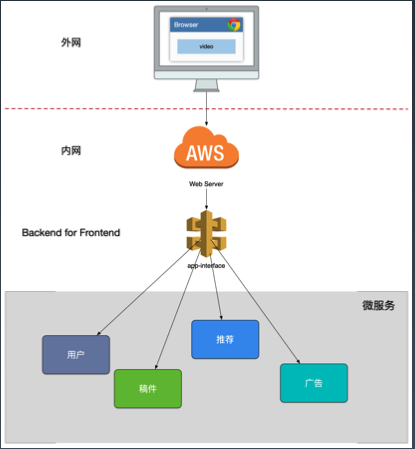 外网
Browser
video
内网
AWS
Web Server
Backend for Frontend
app-interface
微服务
用户
稿件
推荐
广告